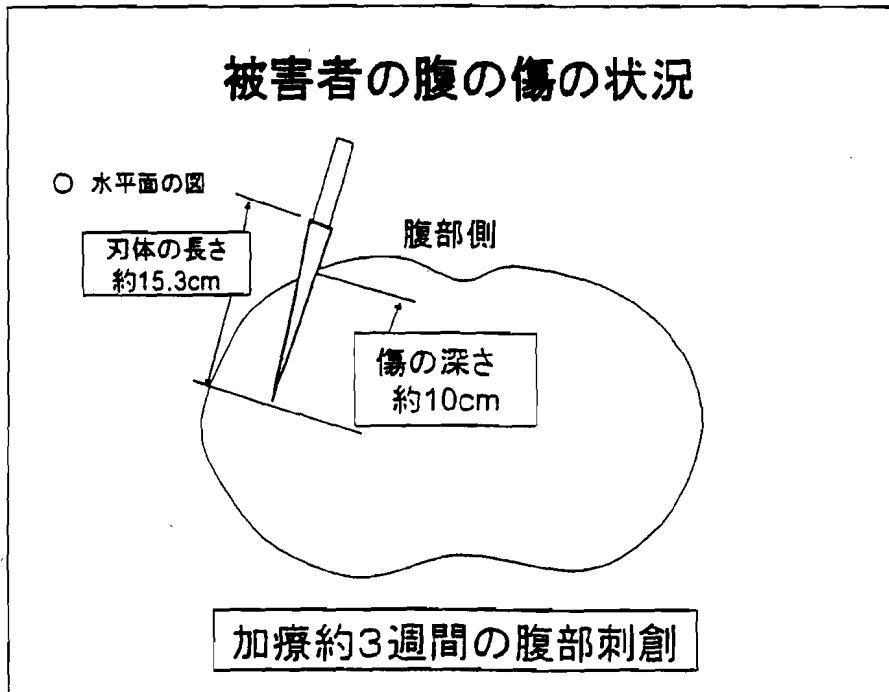 被害者の腹の傷の状況
○ 水平面の図
刃体の長さ
約15.3cm
腹部側
傷の深さ
約10cm
加療約3週間の腹部刺創